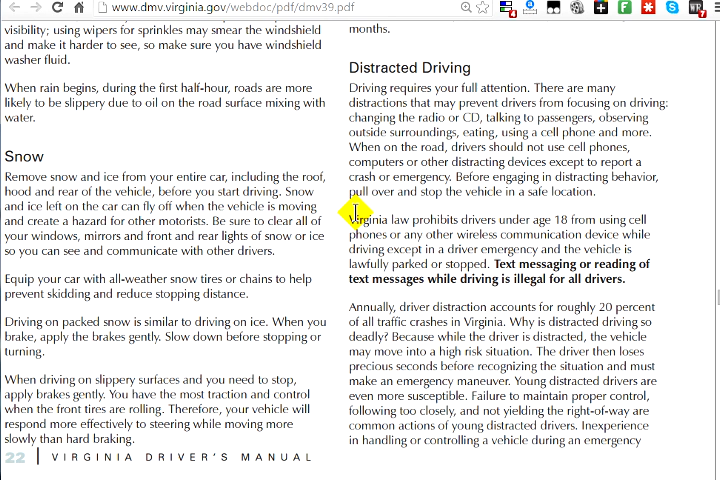 www.dmv.virginia.gov/webdoc/pdf/dmv39.pdf
4
7
visibility; using wipers for sprinkles may smear the windshield
and make it harder to see, so make sure you have windshield
washer fluid.
When rain begins, during the first half-hour, roads are more
likely to be slippery due to oil on the road surface mixing with
water.
Snow
Remove snow and ice from your entire car, including the roof,
hood and rear of the vehicle, before you start driving. Snow
and ice left on the car can fly off when the vehicle is moving
and create a hazard for other motorists. Be sure to clear all of
your windows, mirrors and front and rear lights of snow or ice
so you can see and communicate with other drivers.
Equip your car with all-weather snow tires or chains to help
prevent skidding and reduce stopping distance.
Driving on packed snow is similar to driving on ice. When you
brake, apply the brakes gently. Slow down before stopping or
turning.
When driving on slippery surfaces and you need to stop,
apply brakes gently. You have the most traction and control
when the front tires are rolling. Therefore, your vehicle will
respond more effectively to steering while moving more
slowly than hard braking.
months.
Distracted Driving
Driving requires your full attention. There are many
distractions that may prevent drivers from focusing on driving:
changing the radio or CD, talking to passengers, observing
outside surroundings, eating, using a cell phone and more.
When on the road, drivers should not use cell phones,
computers or other distracting devices except to report a
crash or emergency. Before engaging in distracting behavior,
pull over and stop the vehicle in a safe location.
Virginia law prohibits drivers under age 18 from using cell
phones or any other wireless communication device while
driving except in a driver emergency and the vehicle is
lawfully parked or stopped. Text messaging or reading of
text messages while driving is illegal for all drivers.
Annually, driver distraction accounts for roughly 20 percent
of all traffic crashes in Virginia. Why is distracted driving so
deadly? Because while the driver is distracted, the vehicle
may move into a high risk situation. The driver then loses
precious seconds before recognizing the situation and must
make an emergency maneuver. Young distracted drivers are
even more susceptible. Failure to maintain proper control,
following too closely, and not yielding the right-of-way are
common actions of young distracted drivers. Inexperience
in handling or controlling a vehicle during an emergency
22 | VIRGINIA DRIVER'S MANUAL